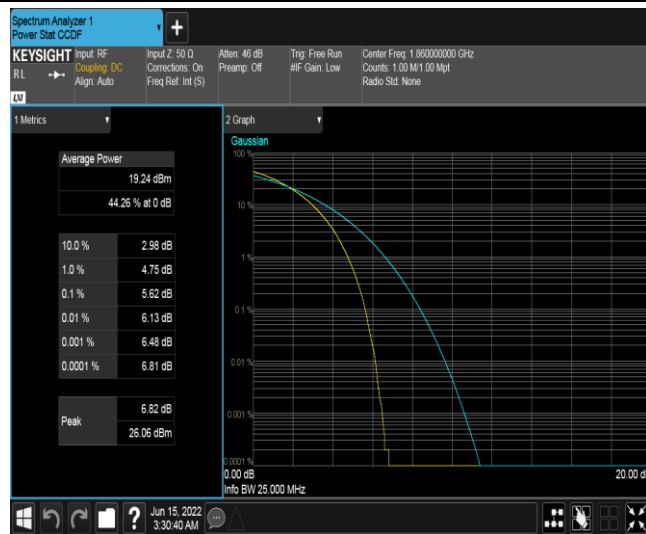 Spectrum Analyzer 1
Power Stat CCDF
+
KEYSIGHT
RL
LXI
Input: RF
Coupling: DC
Align: Auto
Input Z: 50 Ω
Corrections: On
Freq Ref: Int (S)
Atten: 46 dB
Preamp: Off
Trig: Free Run
#IF Gain: Low
Center Freq: 1.860000000 GHz
Counts: 1.00 M/1.00 Mpt
Radio Std: None
1 Metrics
Average Power
19.24 dBm
44.26 % at 0 dB
10.0 % 2.98 dB
1.0 % 4.75 dB
0.1 % 5.62 dB
0.01 % 6.13 dB
0.001 % 6.48 dB
0.0001 % 6.81 dB
Peak
6.82 dB
26.06 dBm
2 Graph
Gaussian
100 %
10 %
1 %
0.1 %
0.01 %
0.001 %
0.0001 %
0.00 dB
20.00 d
Info BW 25.000 MHz
?
Jun 15, 2022
3:30:40 AM